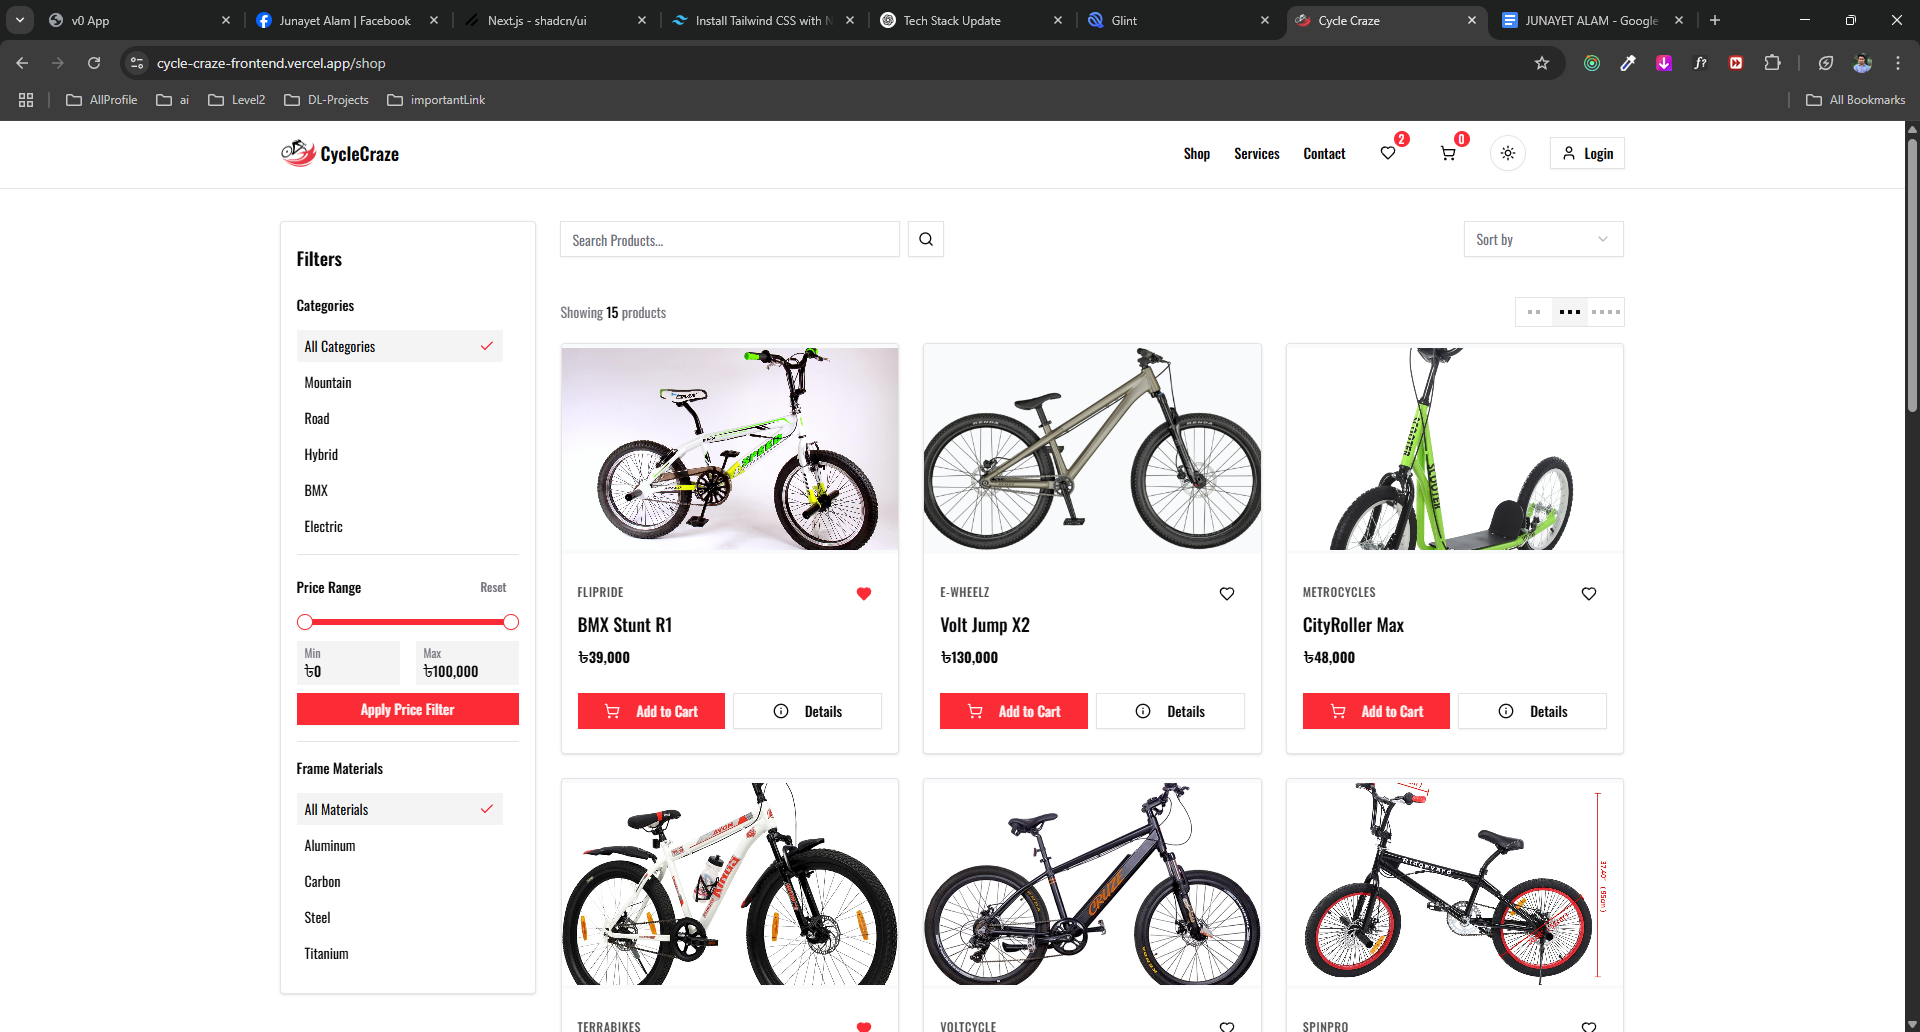 v0 App
Junayet Alam | Facebook
Next.js - shadcn/ui
Install Tailwind CSS with N
Tech Stack Update
Glint
Cycle Craze
JUNAYET ALAM - Google
cycle-craze-frontend.vercel.app/shop
AllProfile
ai
Level2
DL-Projects
importantLink
All Bookmarks
CycleCraze
Shop
Services
Contact
2
0
Login
Filters
Categories
All Categories
Mountain
Road
Hybrid
BMX
Electric
Price Range
Reset
Min
৳0
Max
৳100,000
Apply Price Filter
Frame Materials
All Materials
Aluminum
Carbon
Steel
Titanium
Search Products...
Sort by
Showing 15 products
FLIPRIDE
BMX Stunt R1
৳39,000
Add to Cart
Details
E-WHEELZ
Volt Jump X2
৳130,000
Add to Cart
Details
METROCYCLES
CityRoller Max
৳48,000
Add to Cart
Details
CRUZE
TERRABIKES
VOLTCYCLE
SPINPRO